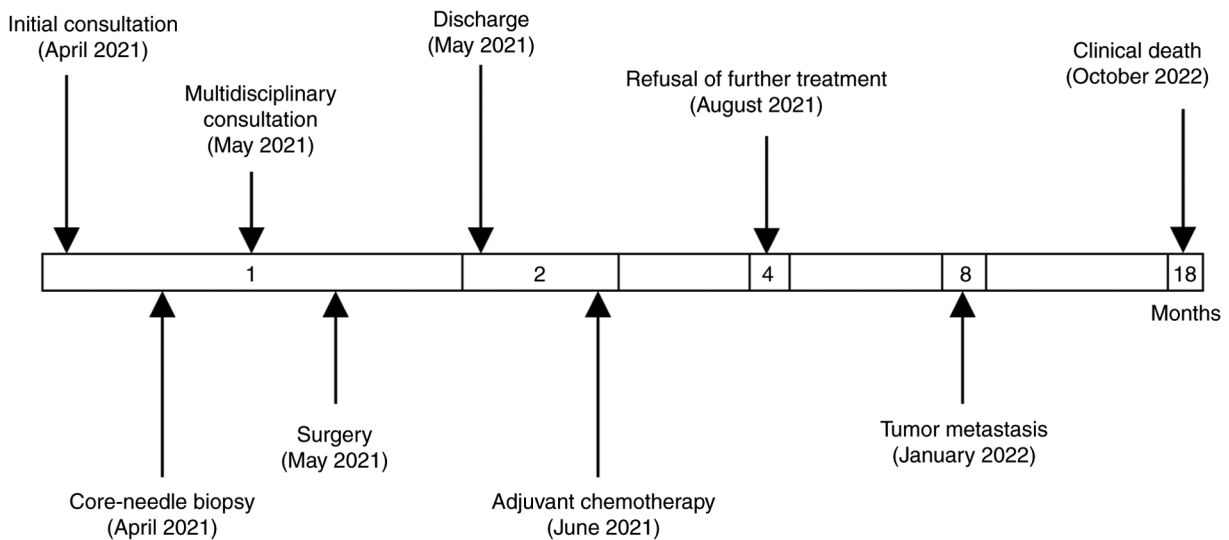 Initial consultation
(April 2021)
Multidisciplinary
consultation
(May 2021)
Discharge
(May 2021)
Refusal of further treatment
(August 2021)
Clinical death
(October 2022)
1
2
4
8
18
Months
Core-needle biopsy
(April 2021)
Surgery
(May 2021)
Adjuvant chemotherapy
(June 2021)
Tumor metastasis
(January 2022)